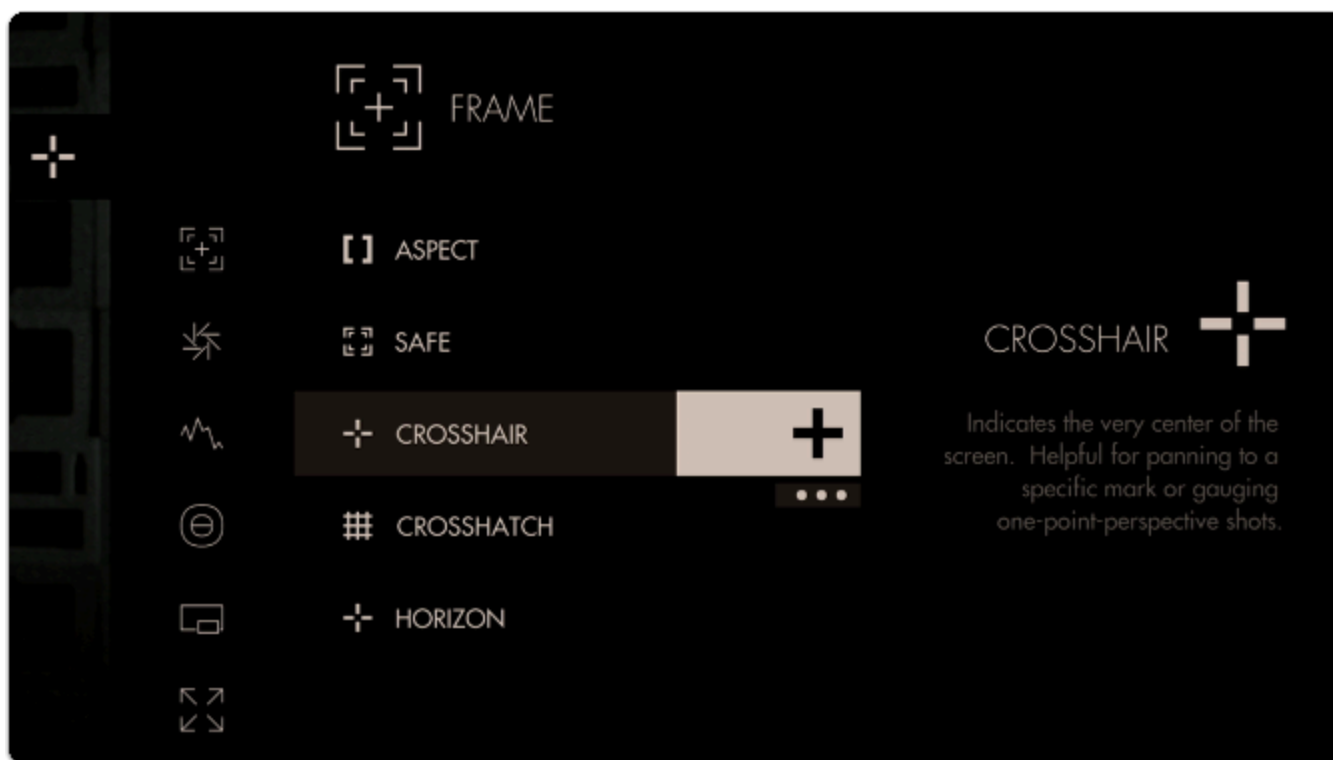 FRAME
ASPECT
SAFE
CROSSHAIR
CROSSHATCH
HORIZON
CROSSHAIR
Indicates the very center of the
screen. Helpful for panning to a
specific mark or gauging
one-point-perspective shots.